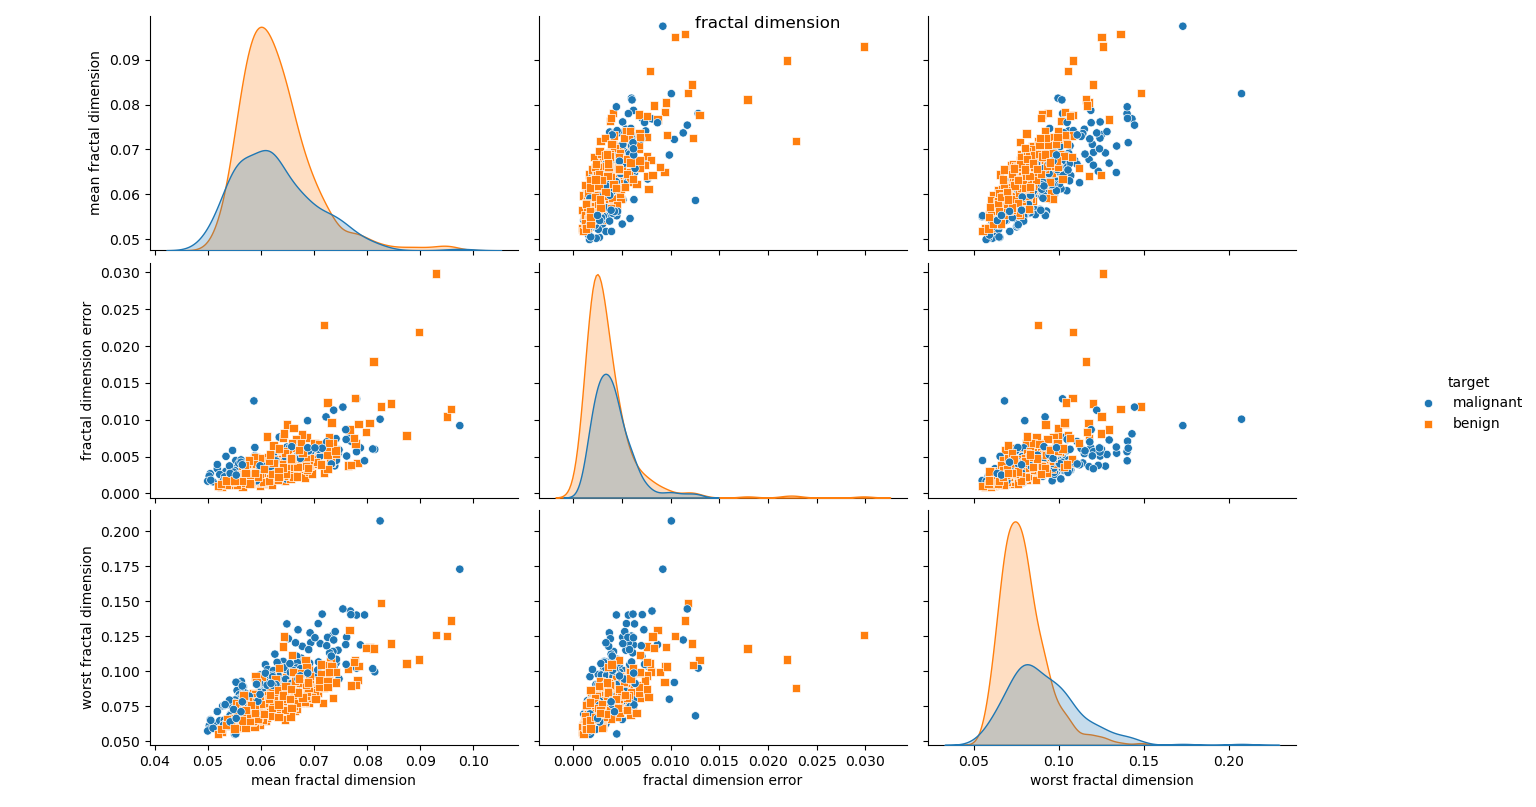 fractal dimension
mean fractal dimension
0.09
0.08
0.07
0.06
0.05
fractal dimension error
0.030
0.025
0.020
0.015
0.010
0.005
0.000
target
malignant
benign
worst fractal dimension
0.200
0.175
0.150
0.125
0.100
0.075
0.050
0.04 0.05 0.06 0.07 0.08 0.09 0.10
mean fractal dimension
0.000 0.005 0.010 0.015 0.020 0.025 0.030
fractal dimension error
0.05 0.10 0.15 0.20
worst fractal dimension